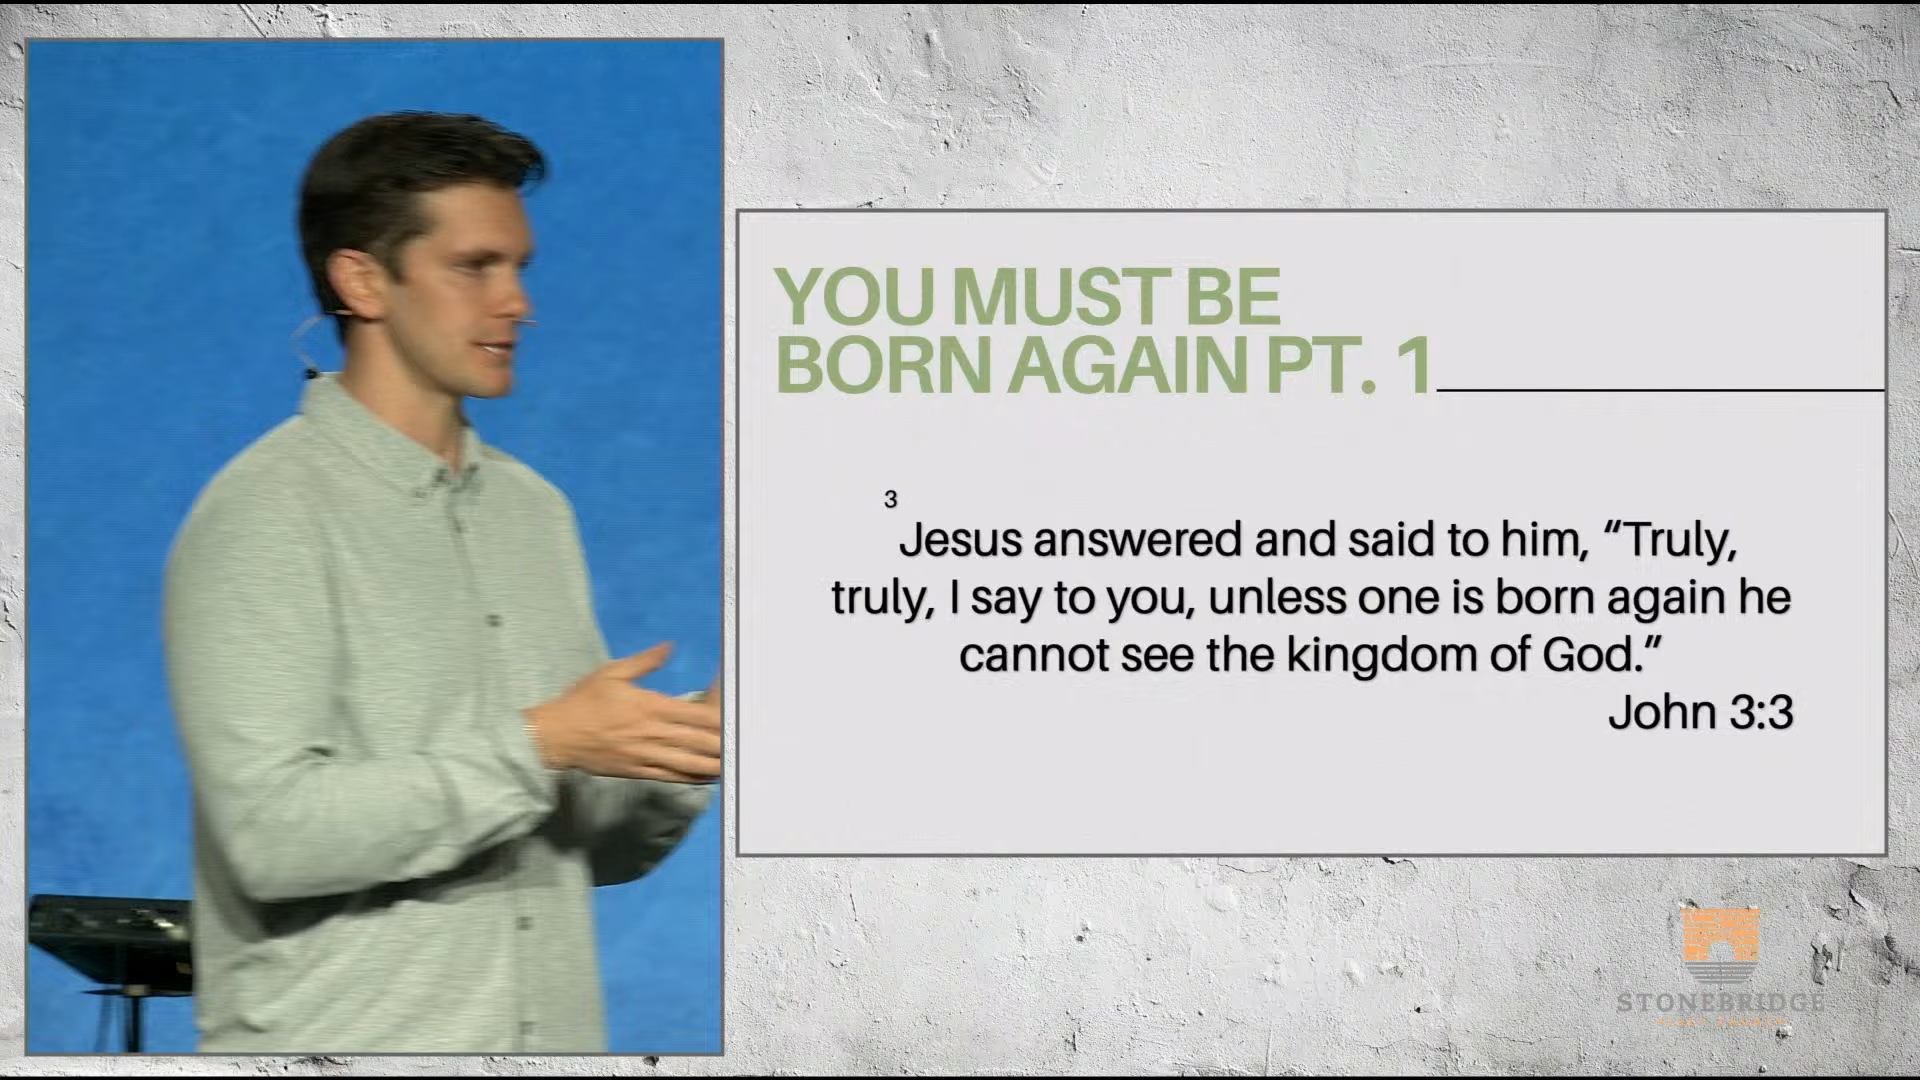 YOU MUST BE
BORN AGAIN PT. 1
3
Jesus answered and said to him, “Truly,
truly, I say to you, unless one is born again he
cannot see the kingdom of God.”
John 3:3
STONEBRIDGE